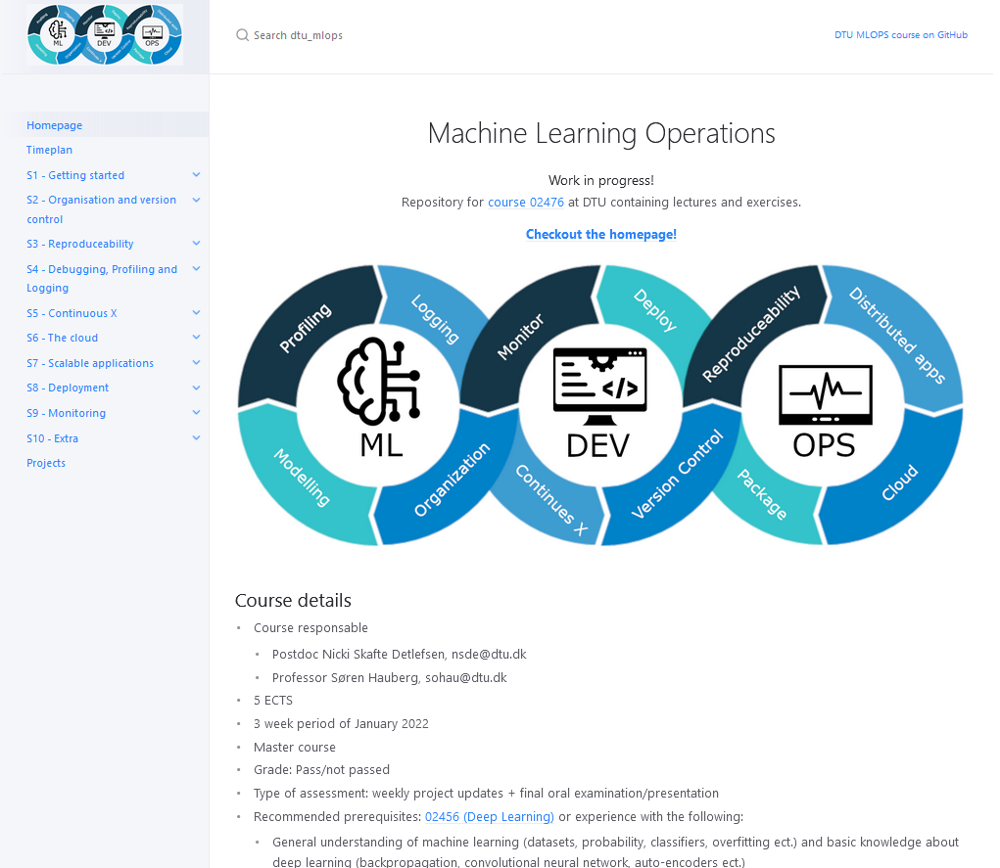 ML
DEV
OPS
Search dtu_mlops
DTU MLOPS course on GitHub
Homepage
Timeplan
S1 - Getting started
S2 - Organisation and version
control
S3 - Reproduceability
S4 - Debugging, Profiling and
Logging
S5 - Continuous X
S6 - The cloud
S7 - Scalable applications
S8 - Deployment
S9 - Monitoring
S10 - Extra
Projects
Machine Learning Operations
Work in progress!
Repository for course 02476 at DTU containing lectures and exercises.
Checkout the homepage!
Profiling
Logging
Monitor
Deploy
Reproduceability
Distributed apps
ML
DEV
OPS
Modelling
Organization
Continues X
Version Control
Package
Cloud
Course details
• Course responsable
• Postdoc Nicki Skafte Detlefsen, nsde@dtu.dk
• Professor Søren Hauberg, sohau@dtu.dk
• 5 ECTS
• 3 week period of January 2022
• Master course
• Grade: Pass/not passed
• Type of assessment: weekly project updates + final oral examination/presentation
• Recommended prerequisites: 02456 (Deep Learning) or experience with the following:
• General understanding of machine learning (datasets, probability, classifiers, overfitting ect.) and basic knowledge about
deep learning (backpropagation, convolutional neural network, auto-encoders ect.)